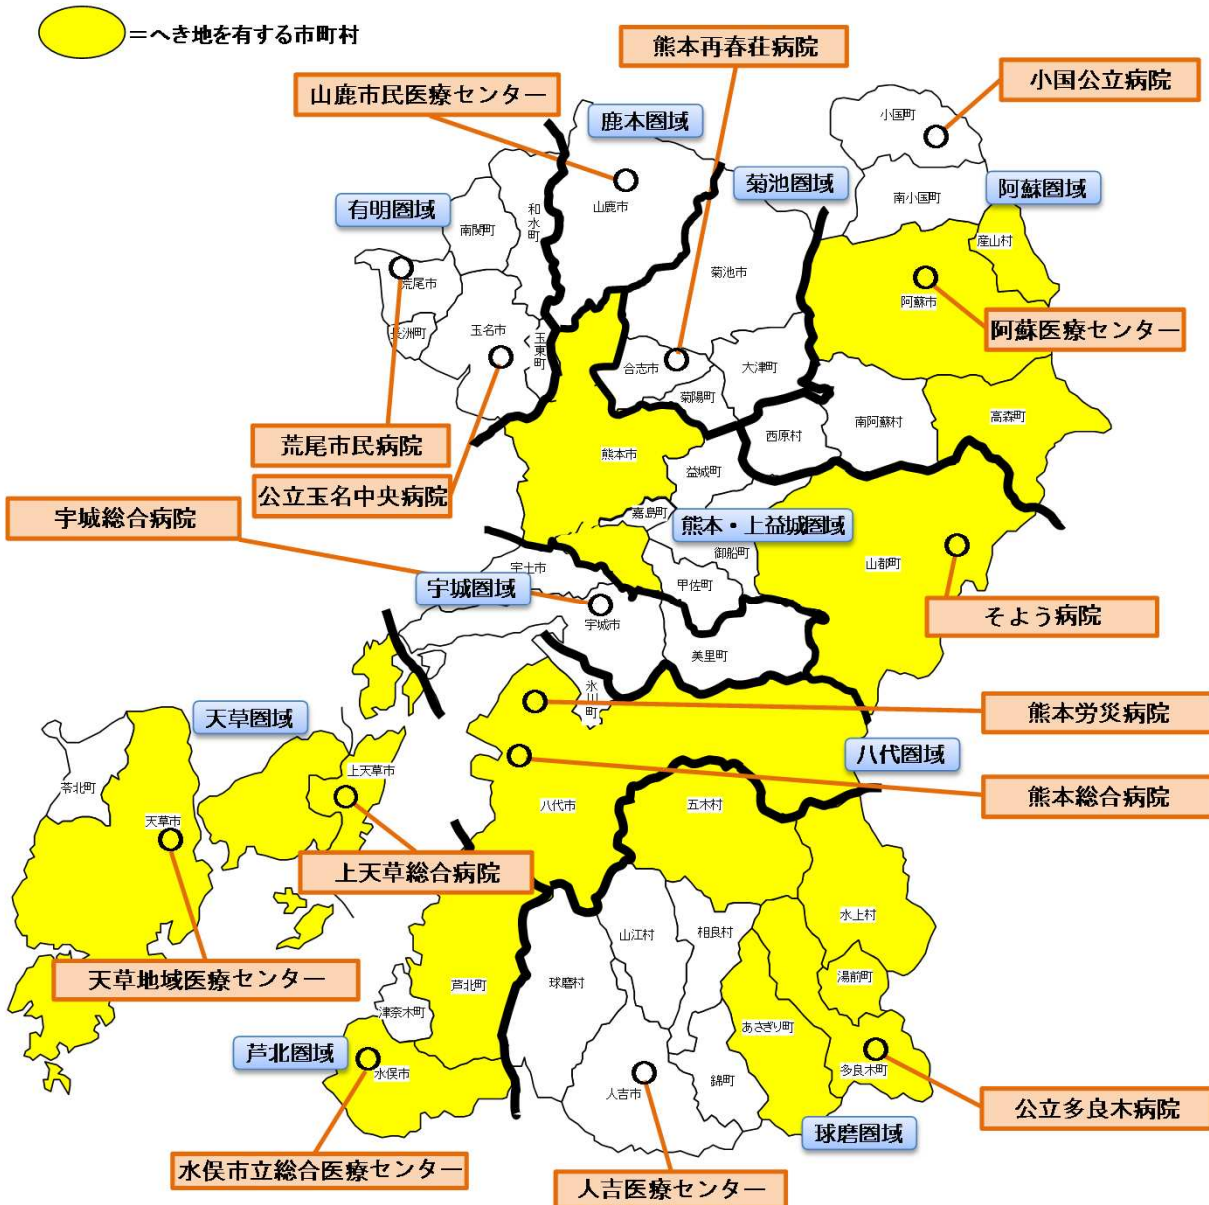 =へき地を有する市町村
熊本再春荘病院
小国公立病院
山鹿市民医療センター
鹿本圏域
小国町
菊池圏域
阿蘇圏域
有明圏域
南小国町
和水町
山鹿市
南関町
産山村
菊池市
荒尾市
阿蘇市
長洲町
玉名市
玉東町
阿蘇医療センター
合志市
大津町
菊陽町
高森町
南阿蘇村
西原村
荒尾市民病院
熊本市
益城町
公立玉名中央病院
宇城総合病院
嘉島町
熊本・上益城圏域
御船町
山都町
宇土市
宇城圏域
甲佐町
そよう病院
宇城市
美里町
氷川町
熊本労災病院
天草圏域
八代圏域
上天草市
苓北町
熊本総合病院
八代市
五木村
天草市
上天草総合病院
水上村
山江村
相良村
天草地域医療センター
芦北町
球磨村
湯前町
津奈木町
あさぎり町
芦北圏域
水俣市
多良木町
錦町
人吉市
公立多良木病院
球磨圏域
水俣市立総合医療センター
人吉医療センター